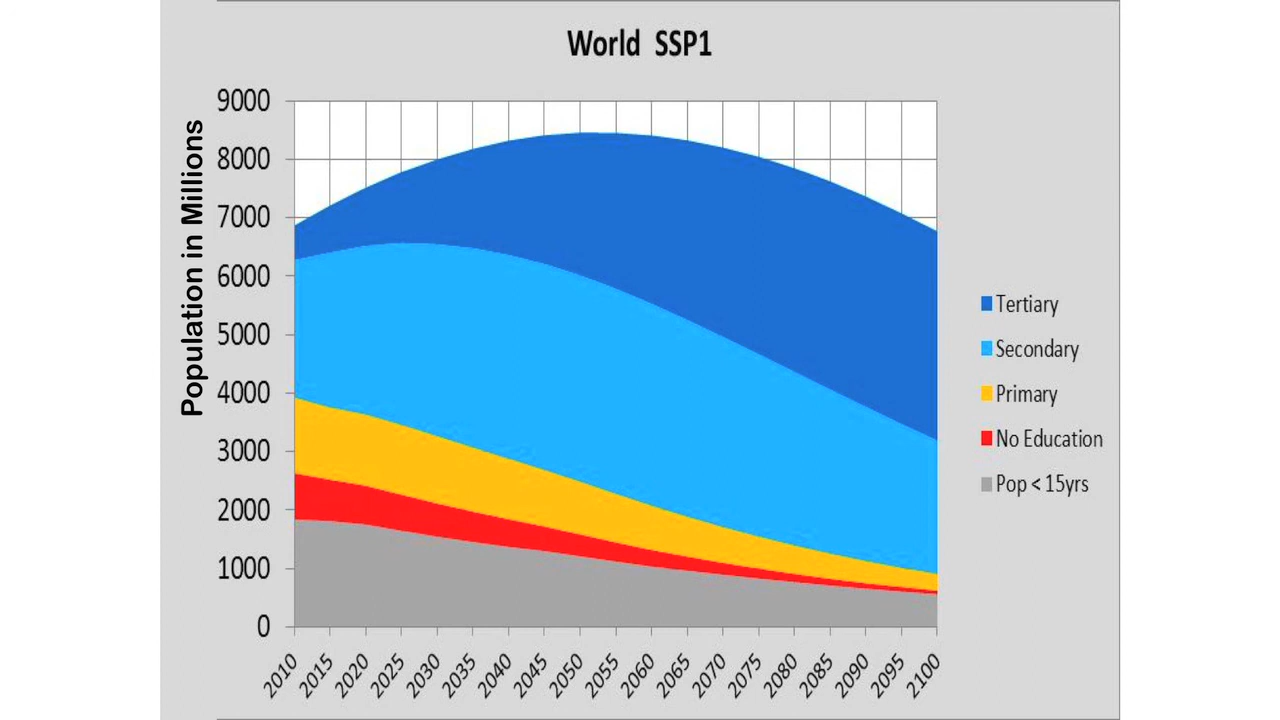 World SSP1
Population in Millions
9000
8000
7000
6000
5000
4000
3000
2000
1000
0
2010 2015 2020 2025 2030 2035 2040 2045 2050 2055 2060 2065 2070 2075 2080 2085 2090 2095 2100
Tertiary
Secondary
Primary
No Education
Pop < 15yrs